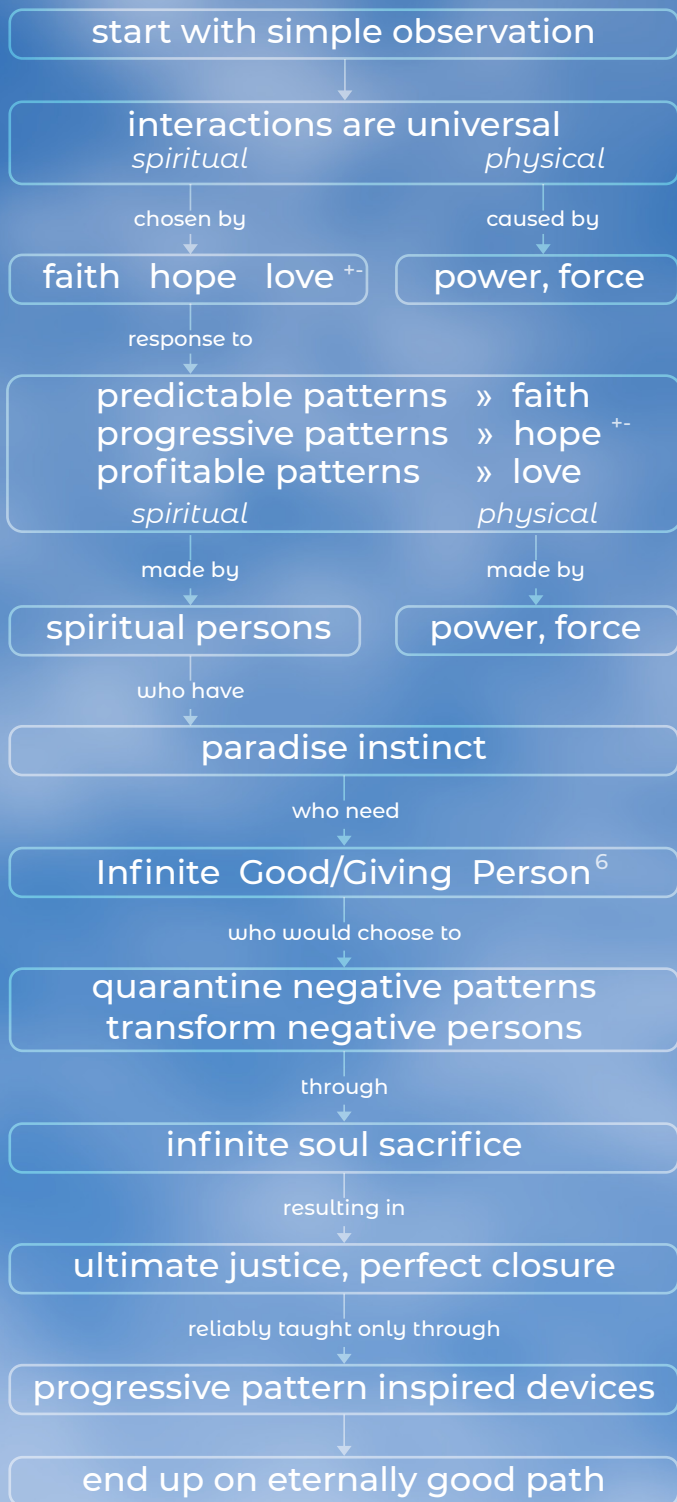 start with simple observation
interactions are universal
spiritual physical
chosen by caused by
faith hope love +- power, force
response to
predictable patterns » faith
progressive patterns » hope +-
profitable patterns » love
spiritual physical
made by made by
spiritual persons power, force
who have
paradise instinct
who need
Infinite Good/Giving Person 6
who would choose to
quarantine negative patterns
transform negative persons
through
infinite soul sacrifice
resulting in
ultimate justice, perfect closure
reliably taught only through
progressive pattern inspired devices
end up on eternally good path